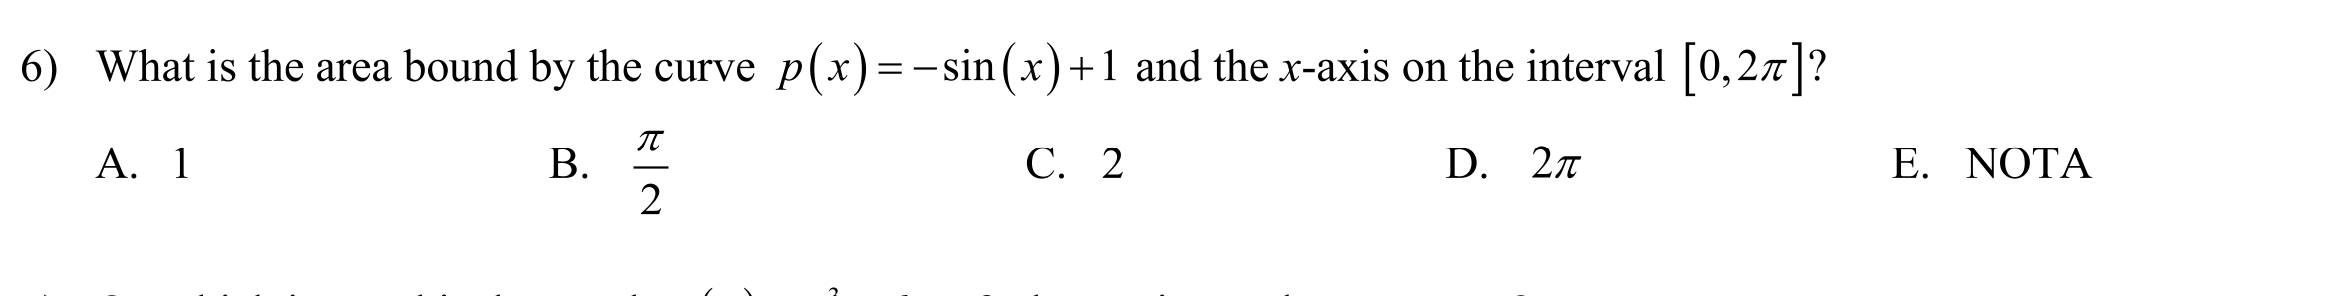 6) What is the area bound by the curve p(x)=−sin(x)+1 and the x-axis on the interval [0,2π]?
A. 1 B. π/2 C. 2 D. 2π E. NOTA